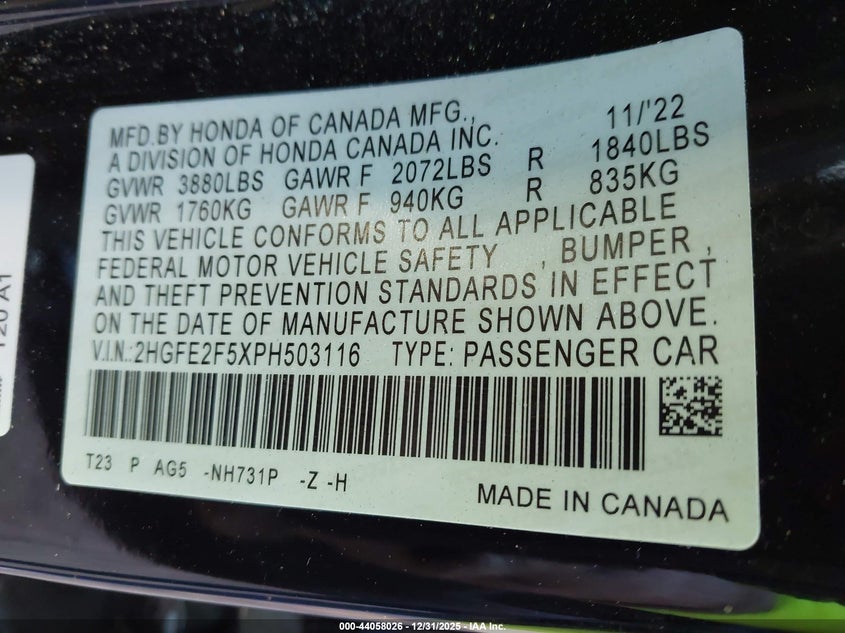 MFD.BY HONDA OF CANADA MFG., 11/'22
A DIVISION OF HONDA CANADA INC.
GVWR 3880LBS GAWR F 2072LBS R 1840LBS
GVWR 1760KG GAWR F 940KG R 835KG
THIS VEHICLE CONFORMS TO ALL APPLICABLE
FEDERAL MOTOR VEHICLE SAFETY , BUMPER ,
AND THEFT PREVENTION STANDARDS IN EFFECT
ON THE DATE OF MANUFACTURE SHOWN ABOVE.
V.I.N.: 2HGFE2F5XPH503116 TYPE: PASSENGER CAR
T23 P AG5 -NH731P -Z -H
MADE IN CANADA
120 A1
000-44058026 - 12/31/2025 - IAA Inc.